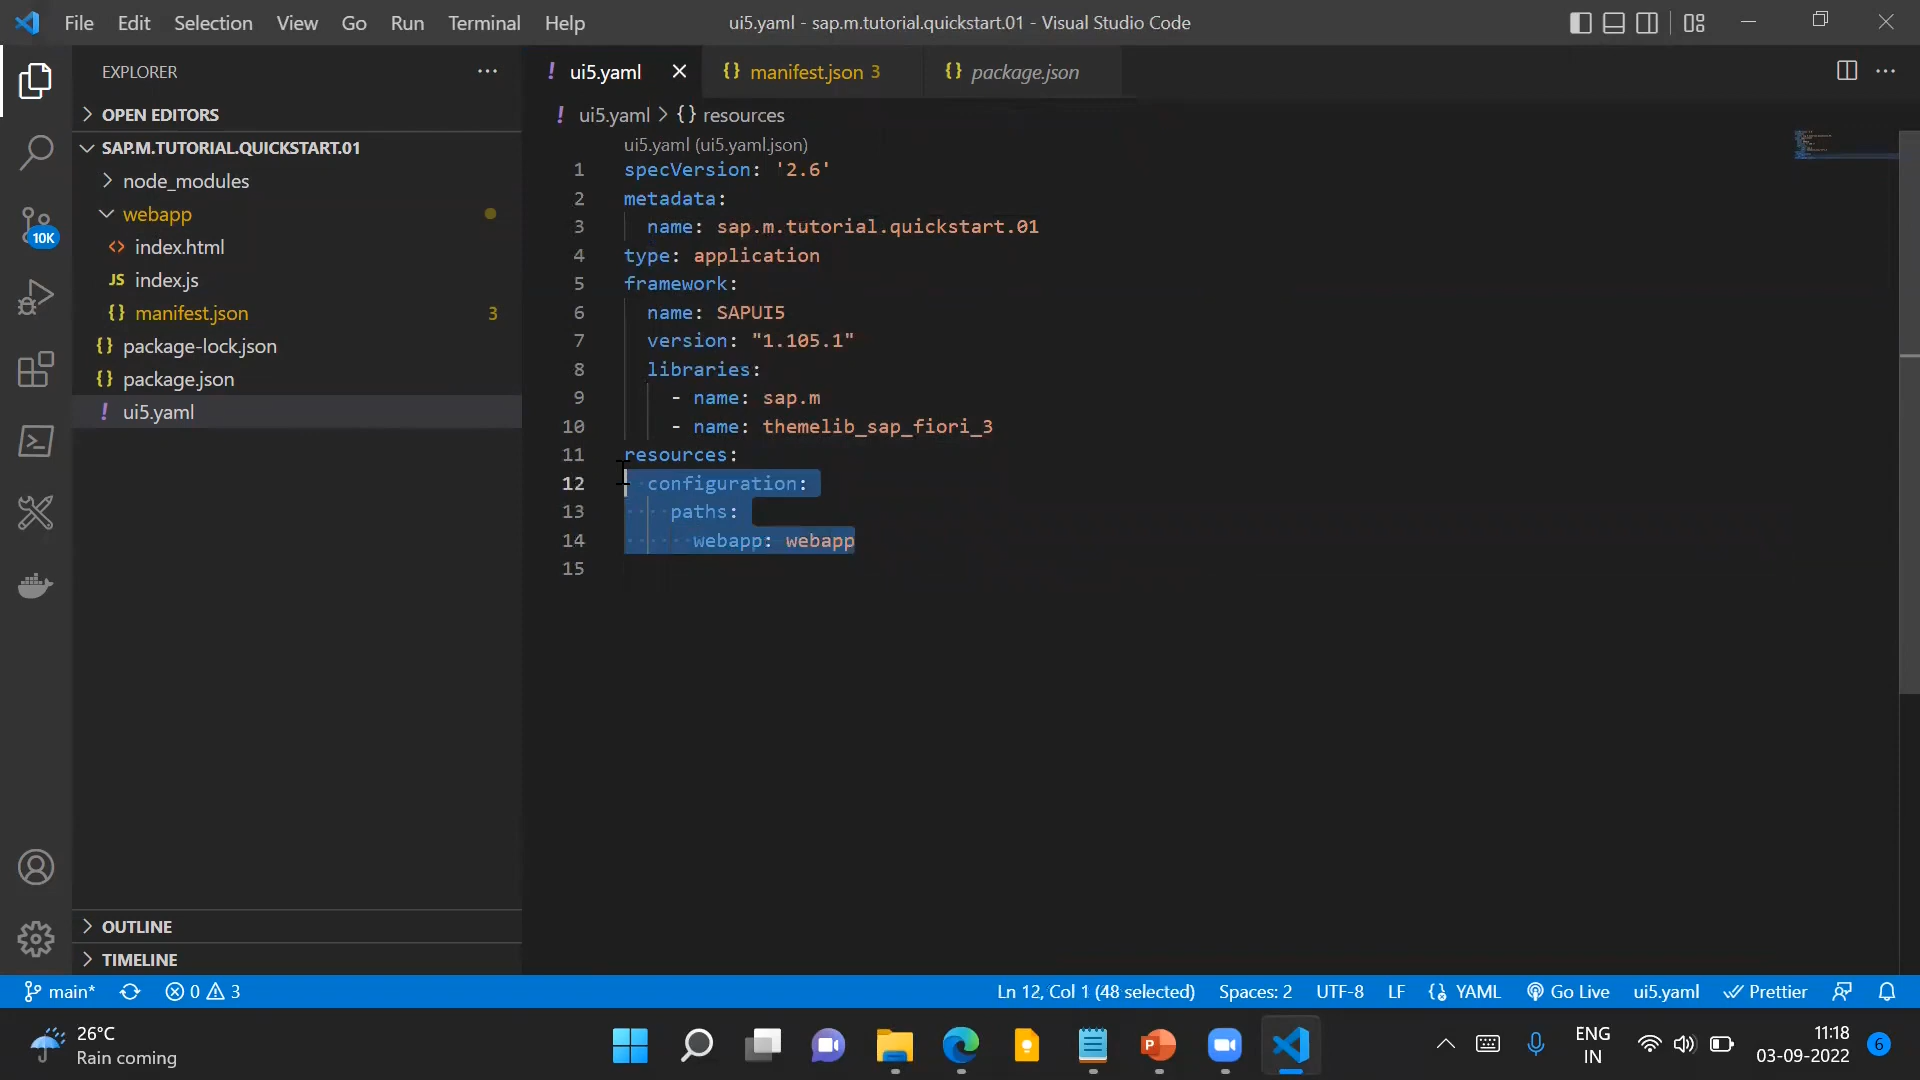 File Edit Selection View Go Run Terminal Help
ui5.yaml - sap.m.tutorial.quickstart.01 - Visual Studio Code
EXPLORER
OPEN EDITORS
SAP.M.TUTORIAL.QUICKSTART.01
node_modules
webapp
index.html
JS index.js
{} manifest.json 3
{} package-lock.json
{} package.json
! ui5.yaml
OUTLINE
TIMELINE
10K
! ui5.yaml
{} manifest.json 3
{} package.json
! ui5.yaml > {} resources
ui5.yaml (ui5.yaml.json)
1 specVersion: '2.6'
2 metadata:
3 name: sap.m.tutorial.quickstart.01
4 type: application
5 framework:
6 name: SAPUI5
7 version: "1.105.1"
8 libraries:
9 - name: sap.m
10 - name: themelib_sap_fiori_3
11 resources:
12 configuration:
13 paths:
14 webapp: webapp
15
main* 0 3
Ln 12, Col 1 (48 selected) Spaces: 2 UTF-8 LF {} YAML Go Live ui5.yaml Prettier
26°C
Rain coming
ENG
IN
11:18
03-09-2022
6